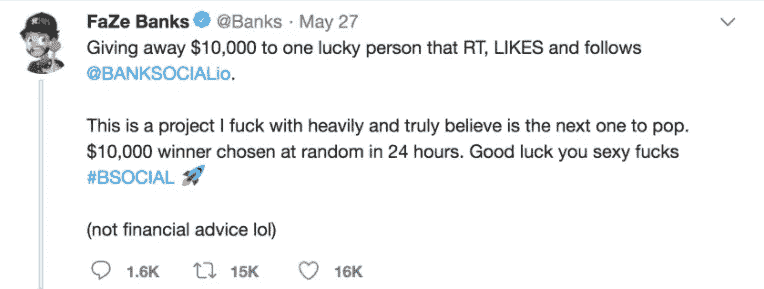 FaZe Banks @Banks · May 27
Giving away $10,000 to one lucky person that RT, LIKES and follows
@BANKSOCIALio.
This is a project I fuck with heavily and truly believe is the next one to pop.
$10,000 winner chosen at random in 24 hours. Good luck you sexy fucks
#BSOCIAL 🚀
(not financial advice lol)
1.6K 15K 16K